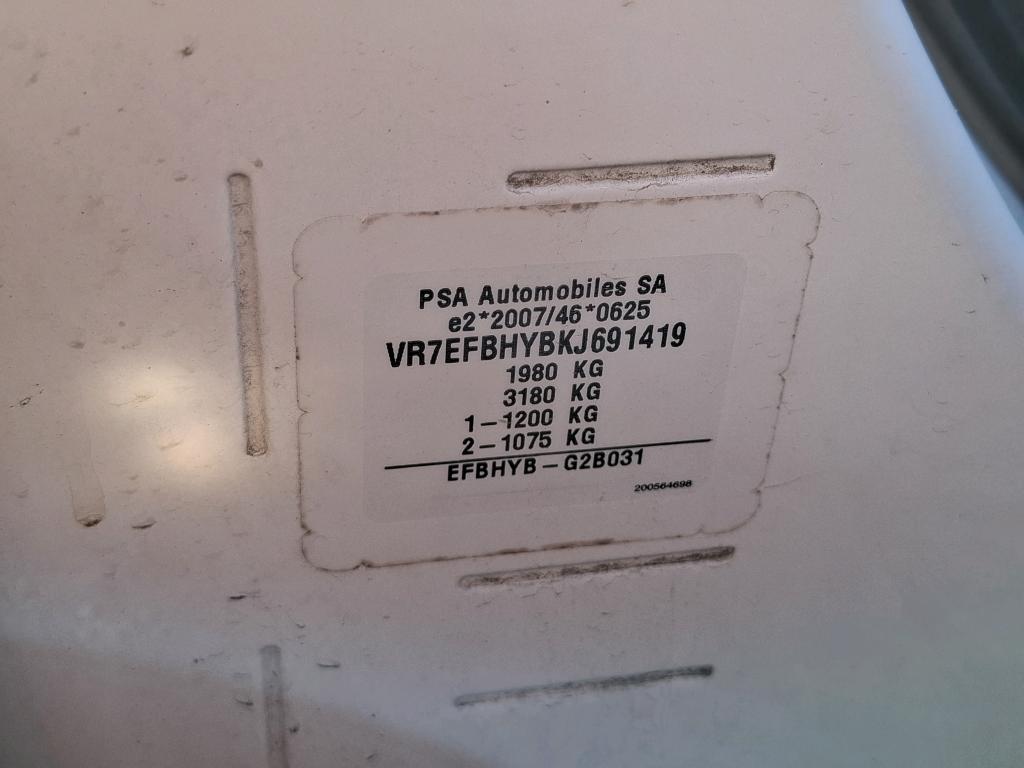 PSA Automobiles SA
e2*2007/46*0625
VR7EFBHYBKJ691419
1980 KG
3180 KG
1-1200 KG
2-1075 KG
EFBHYB-G2B031
200564698